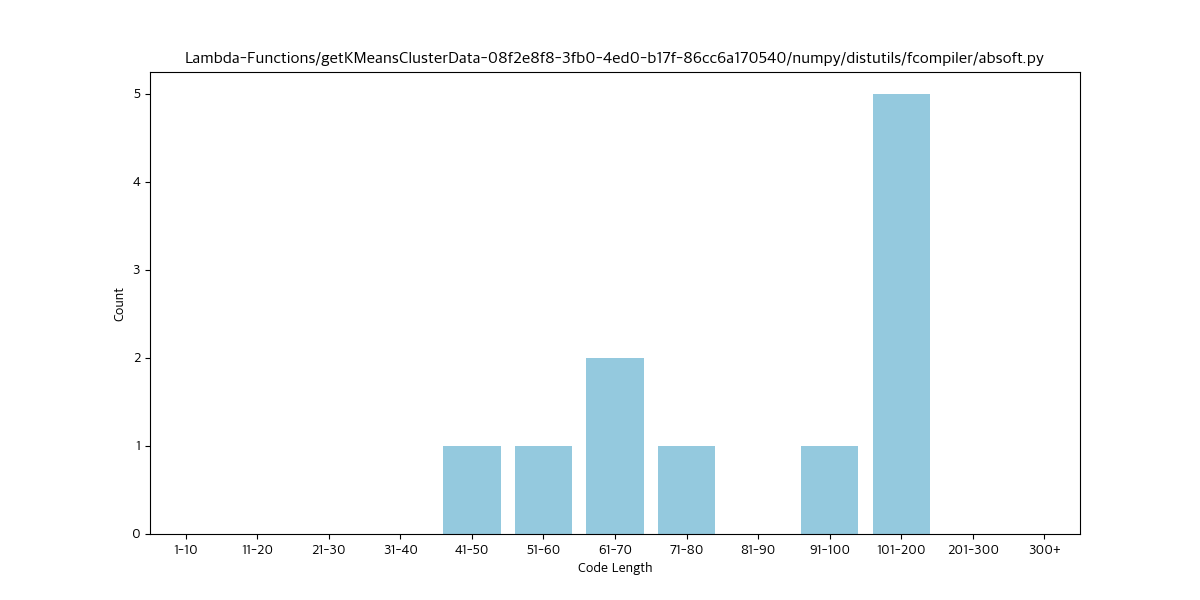 Lambda-Functions/getKMeansClusterData-08f2e8f8-3fb0-4ed0-b17f-86cc6a170540/numpy/distutils/fcompiler/absoft.py
5
4
3
2
1
0
Count
1-10 11-20 21-30 31-40 41-50 51-60 61-70 71-80 81-90 91-100 101-200 201-300 300+
Code Length